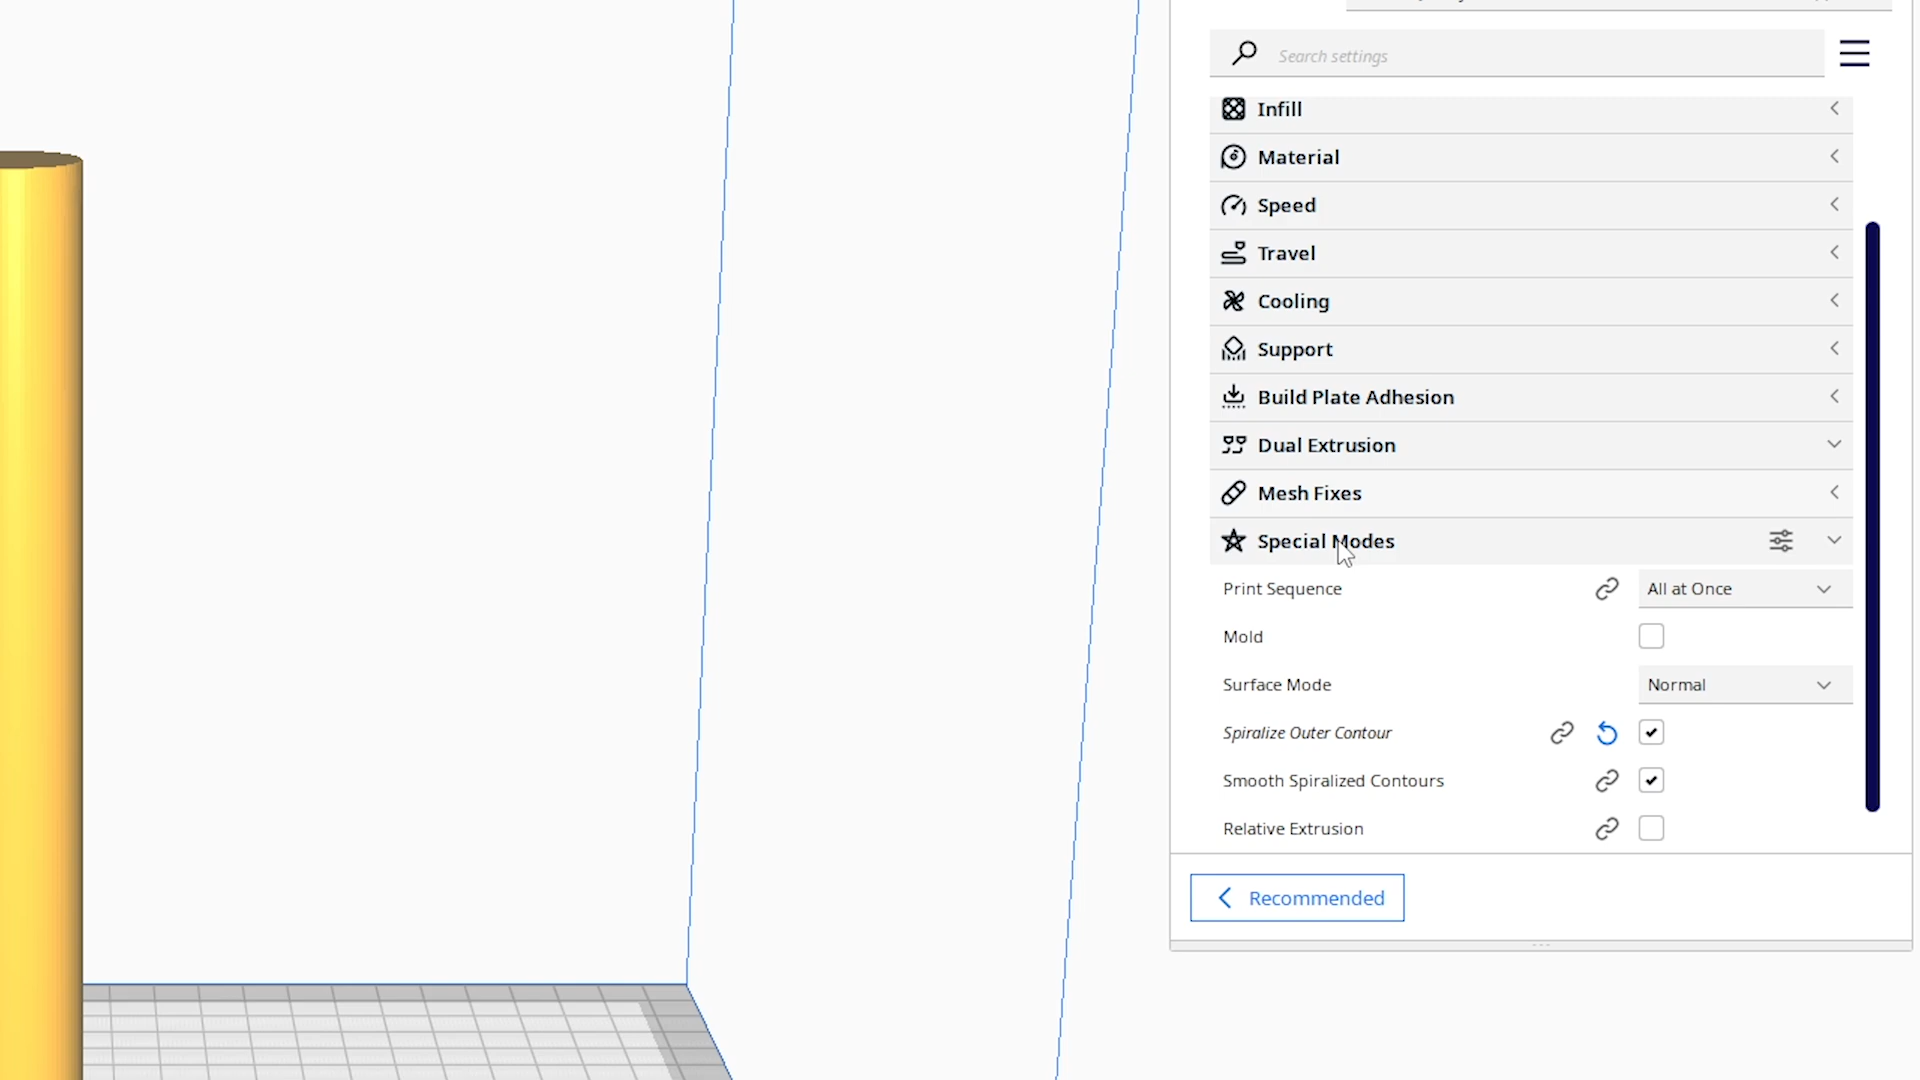 Search settings
Infill
Material
Speed
Travel
Cooling
Support
Build Plate Adhesion
Dual Extrusion
Mesh Fixes
Special Modes
Print Sequence All at Once
Mold
Surface Mode Normal
Spiralize Outer Contour
Smooth Spiralized Contours
Relative Extrusion
Recommended